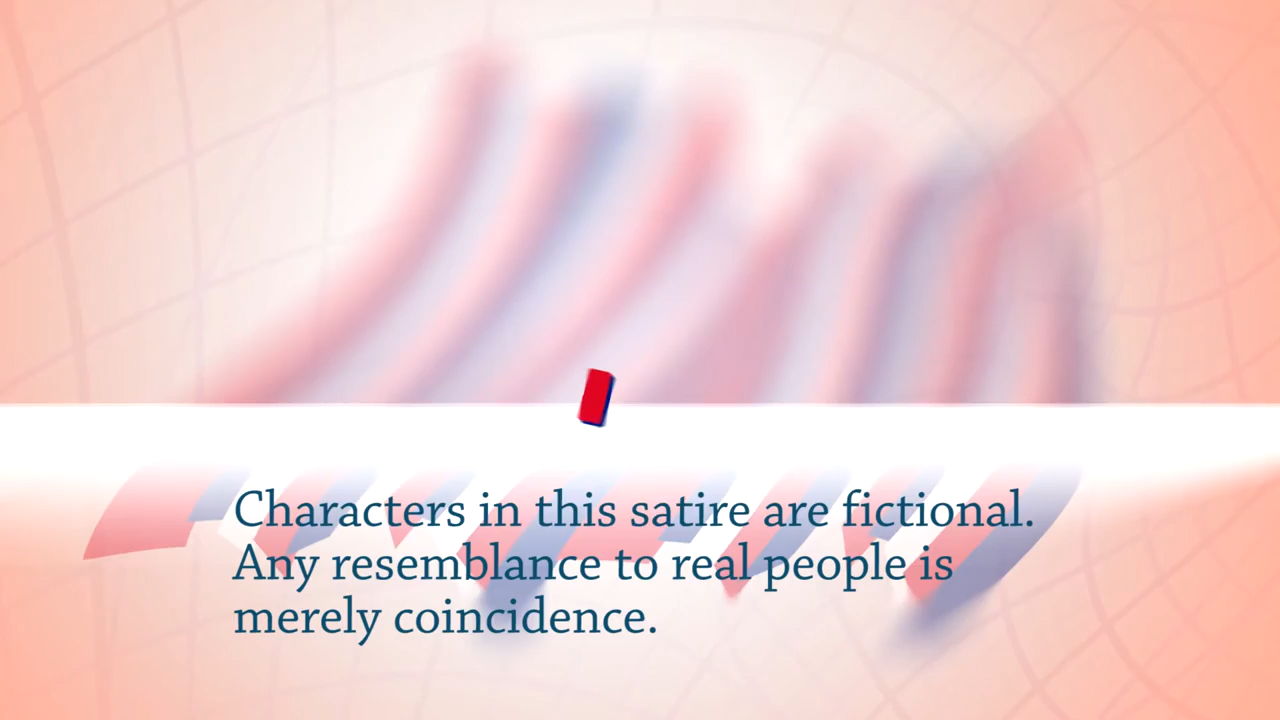 Characters in this satire are fictional.
Any resemblance to real people is
merely coincidence.